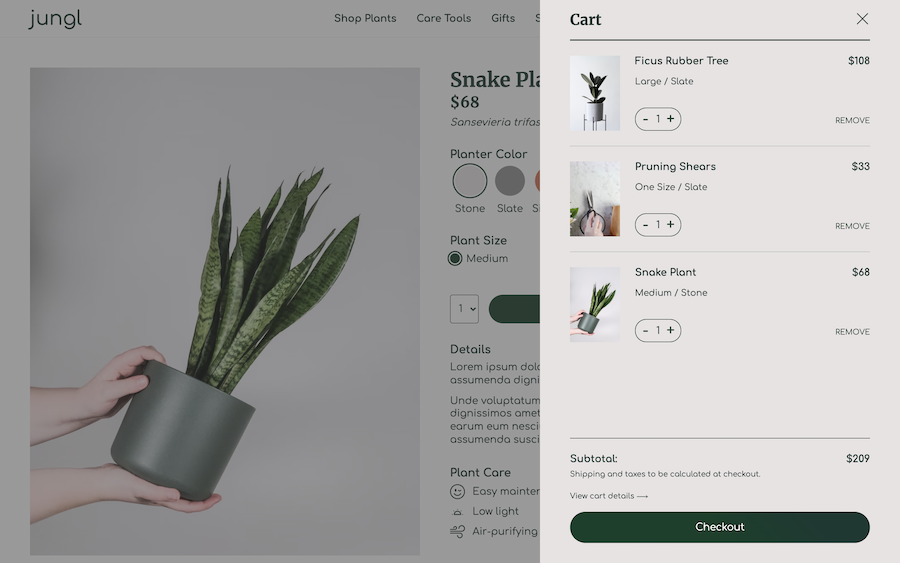 jungl
Shop Plants Care Tools Gifts
Snake Pla
$68
Sansevieria trifas
Planter Color
Stone Slate
Plant Size
Medium
1
Details
Lorem ipsum dol
assumenda digni
Unde voluptatum
dignissimos amet
earum eum nesci
assumenda susci
Plant Care
Easy mainter
Low light
Air-purifying
Cart
Ficus Rubber Tree $108
Large / Slate
- 1 + REMOVE
Pruning Shears $33
One Size / Slate
- 1 + REMOVE
Snake Plant $68
Medium / Stone
- 1 + REMOVE
Subtotal: $209
Shipping and taxes to be calculated at checkout.
View cart details ⟶
Checkout